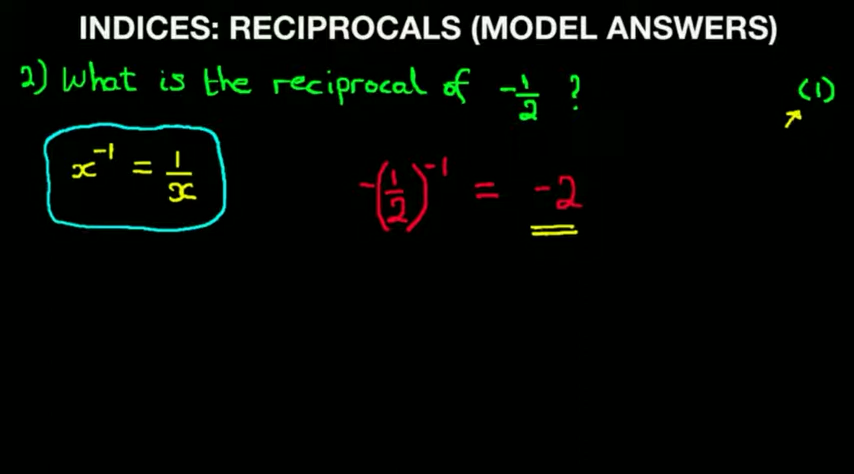 INDICES: RECIPROCALS (MODEL ANSWERS)
2) What is the reciprocal of -1/2 ? (1)
x⁻¹ = 1/x
-(1/2)⁻¹ = -2